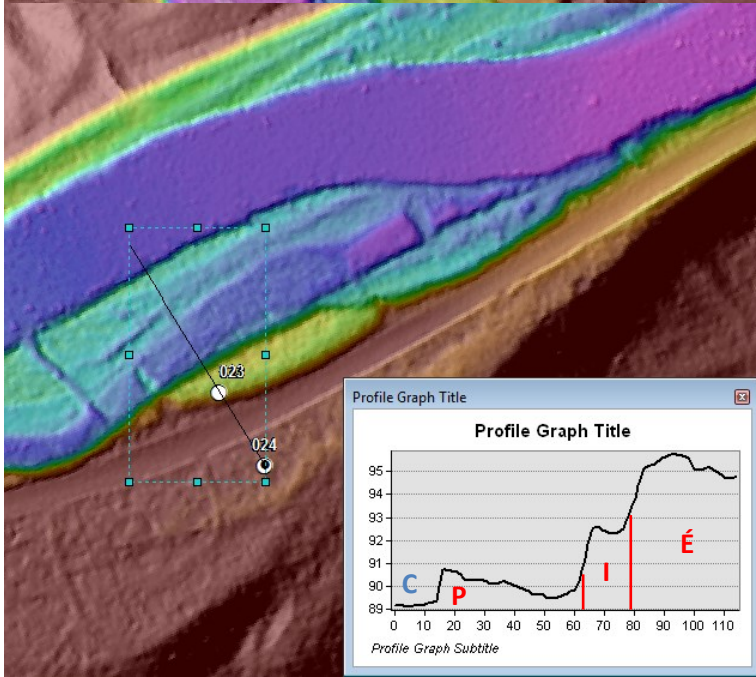 023
024
Profile Graph Title
Profile Graph Title
95
94
93
92
91
90
89
C
P
I
É
0 10 20 30 40 50 60 70 80 90 100 110
Profile Graph Subtitle